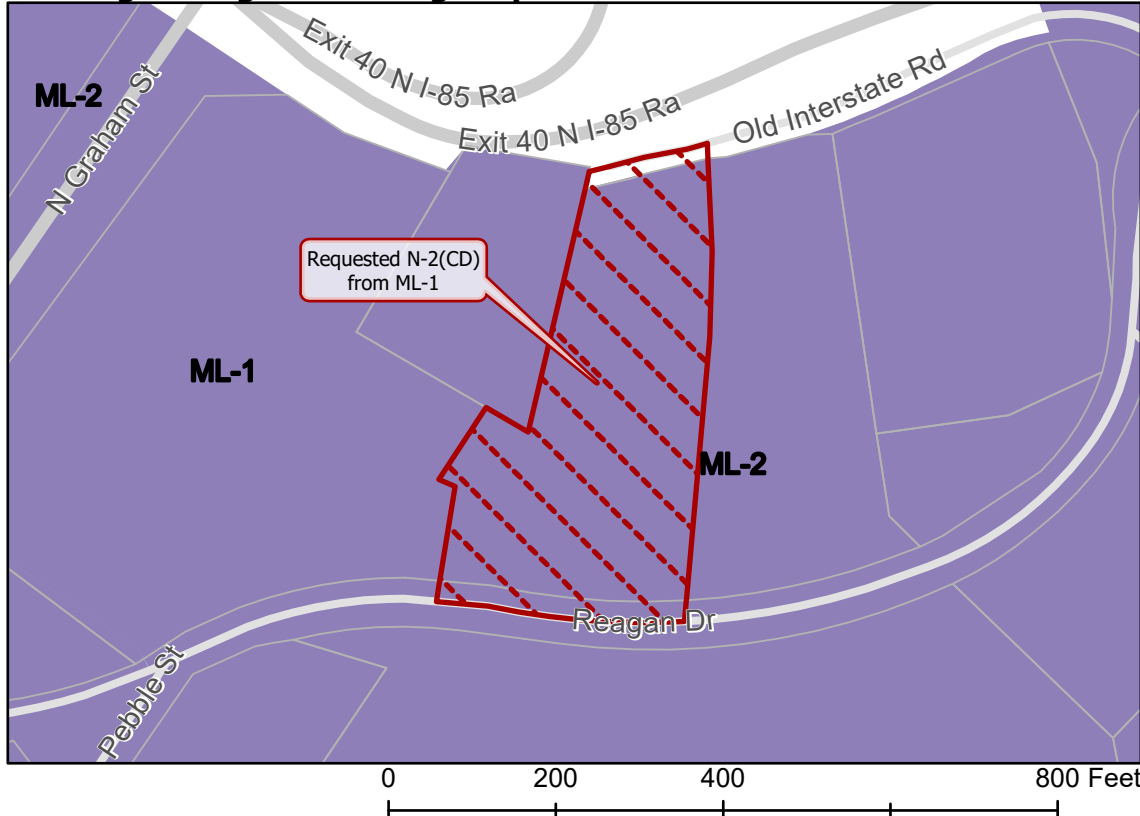 Exit 40 N I-85 Ra
Old Interstate Rd
ML-2
N Graham St
Exit 40 N I-85 Ra
Requested N-2(CD)
from ML-1
ML-1
ML-2
Reagan Dr
Pebble St
0 200 400 800 Feet